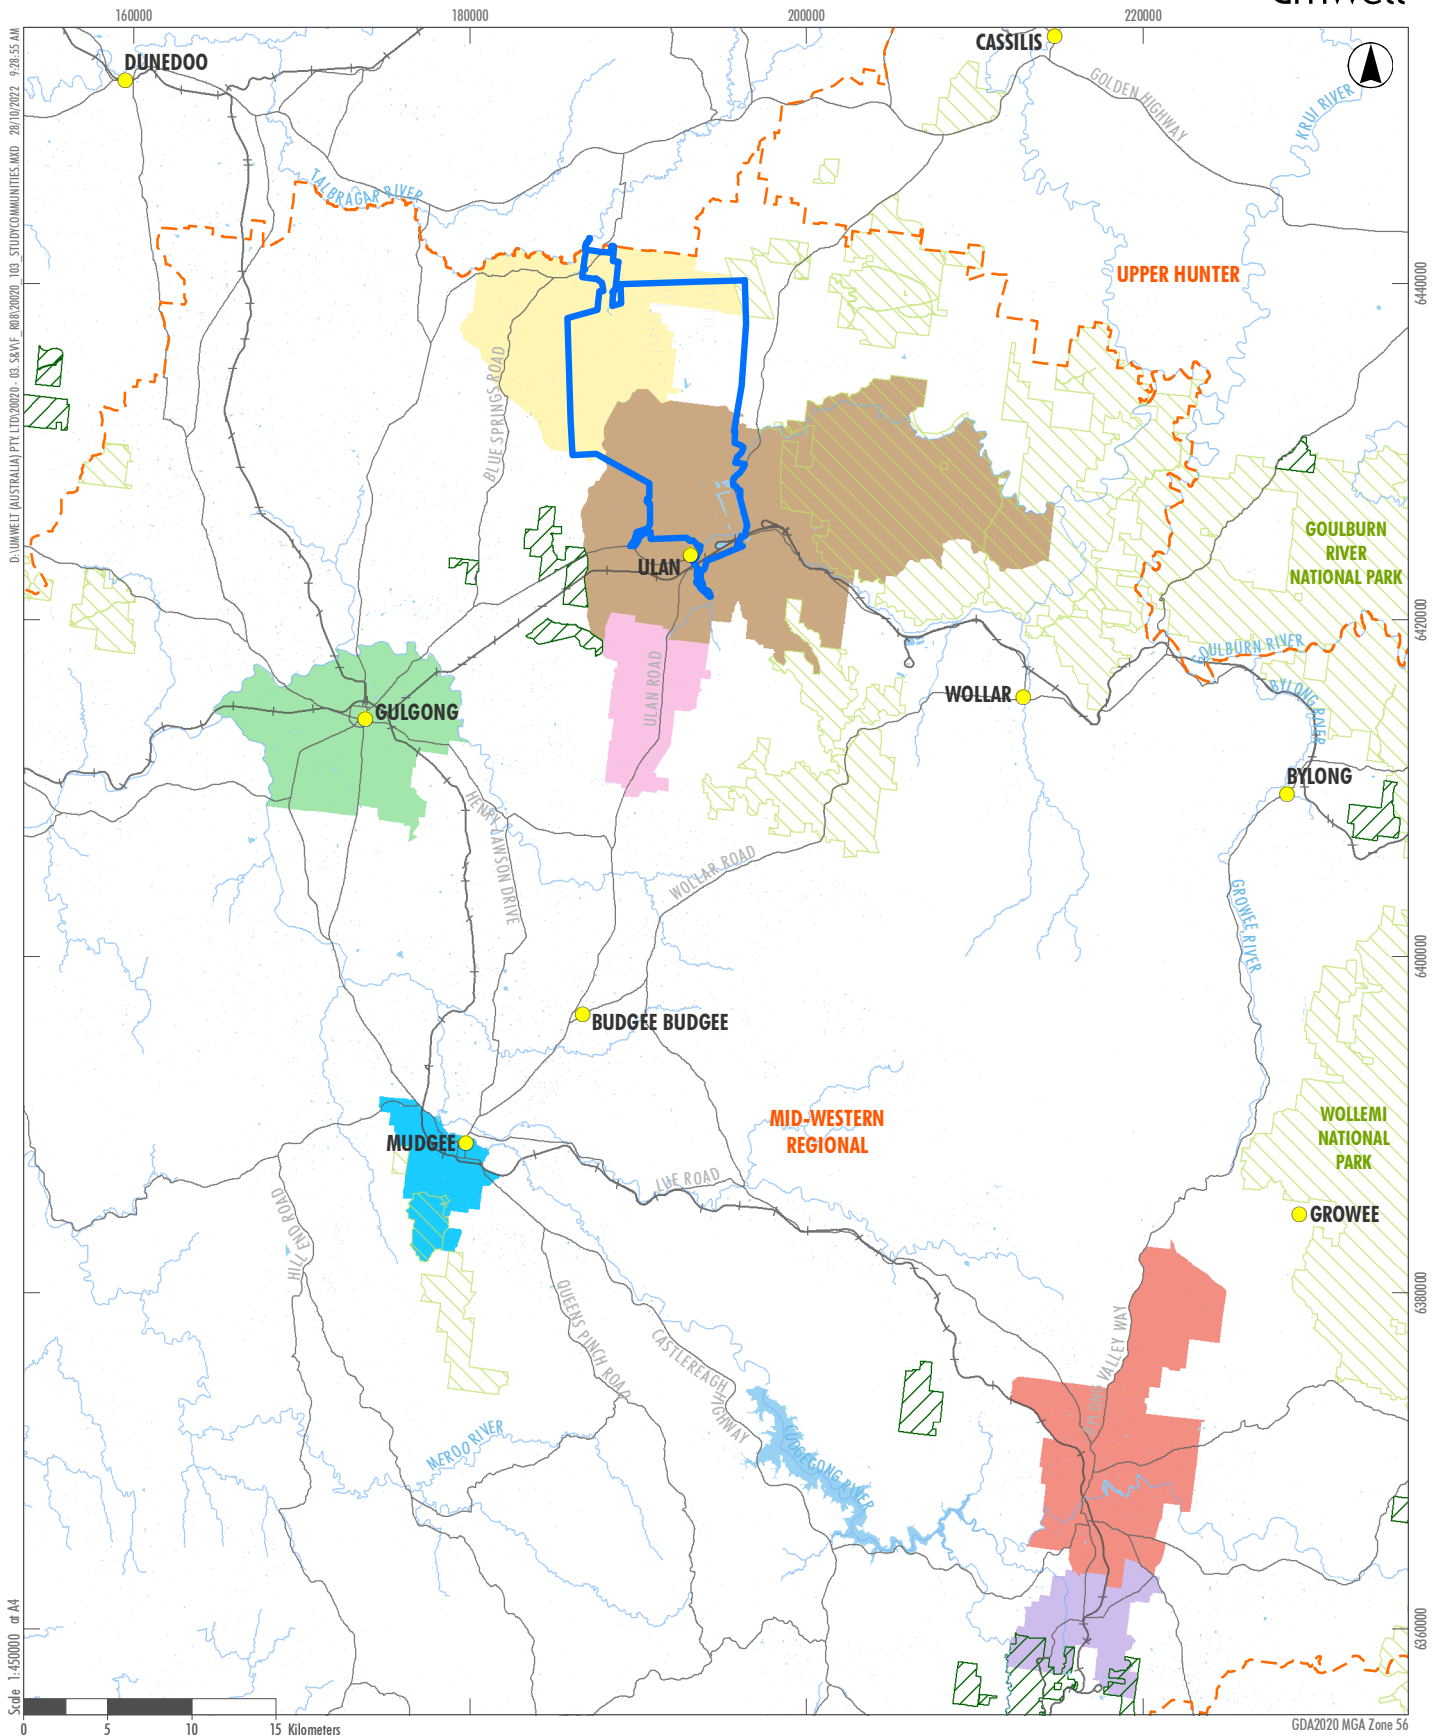 umwelt
160000
180000
200000
220000
DUNEDOO
CASSILIS
GOLDEN HIGHWAY
KRUI RIVER
TALBRAGAR RIVER
UPPER HUNTER
6440000
BLUE SPRINGS ROAD
GOULBURN
RIVER
NATIONAL PARK
ULAN
6420000
OULBURN RIVER
ULAN ROAD
WOLLAR
BYLONG RIVER
GULGONG
BYLONG
HENRY LAWSON DRIVE
WOLLAR ROAD
GROWEE RIVER
6400000
BUDGEE BUDGEE
MID-WESTERN
REGIONAL
WOLLEMI
NATIONAL
PARK
MUDGEE
LUE ROAD
GROWEE
HILL END ROAD
6380000
QUEENS PINCH ROAD
CASTLEREAGH
HIGHWAY
BYLONG VALLEY WAY
MEROO RIVER
CUDGEGONG RIVER
6360000
Scale 1:450000 at A4
0 5 10 15 Kilometers
GDA2020 MGA Zone 56